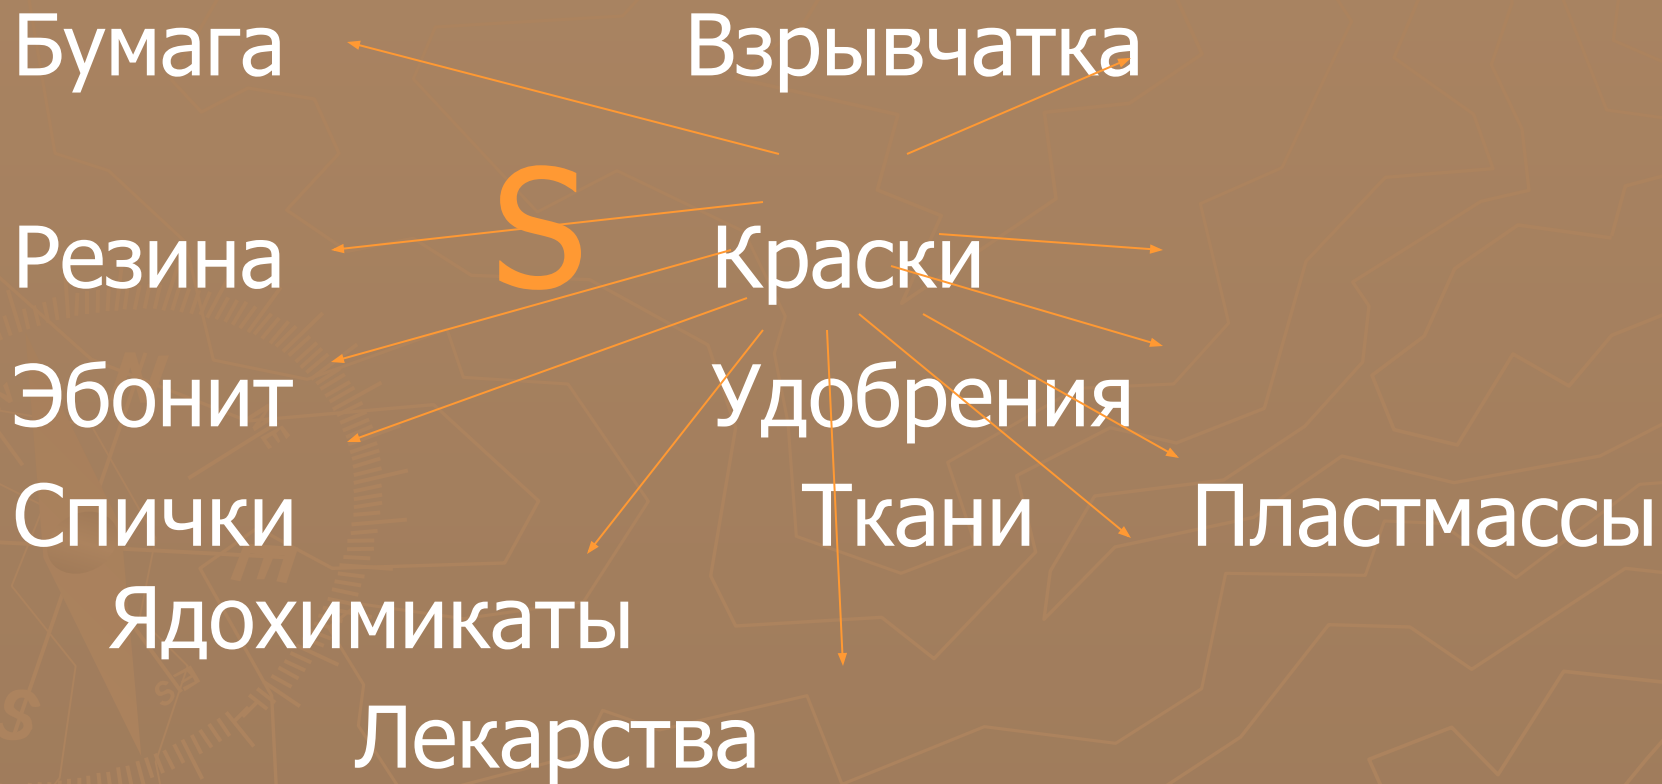 Бумага Взрывчатка
Резина S Краски
Эбонит Удобрения
Спички Ткани Пластмассы
Ядохимикаты
Лекарства